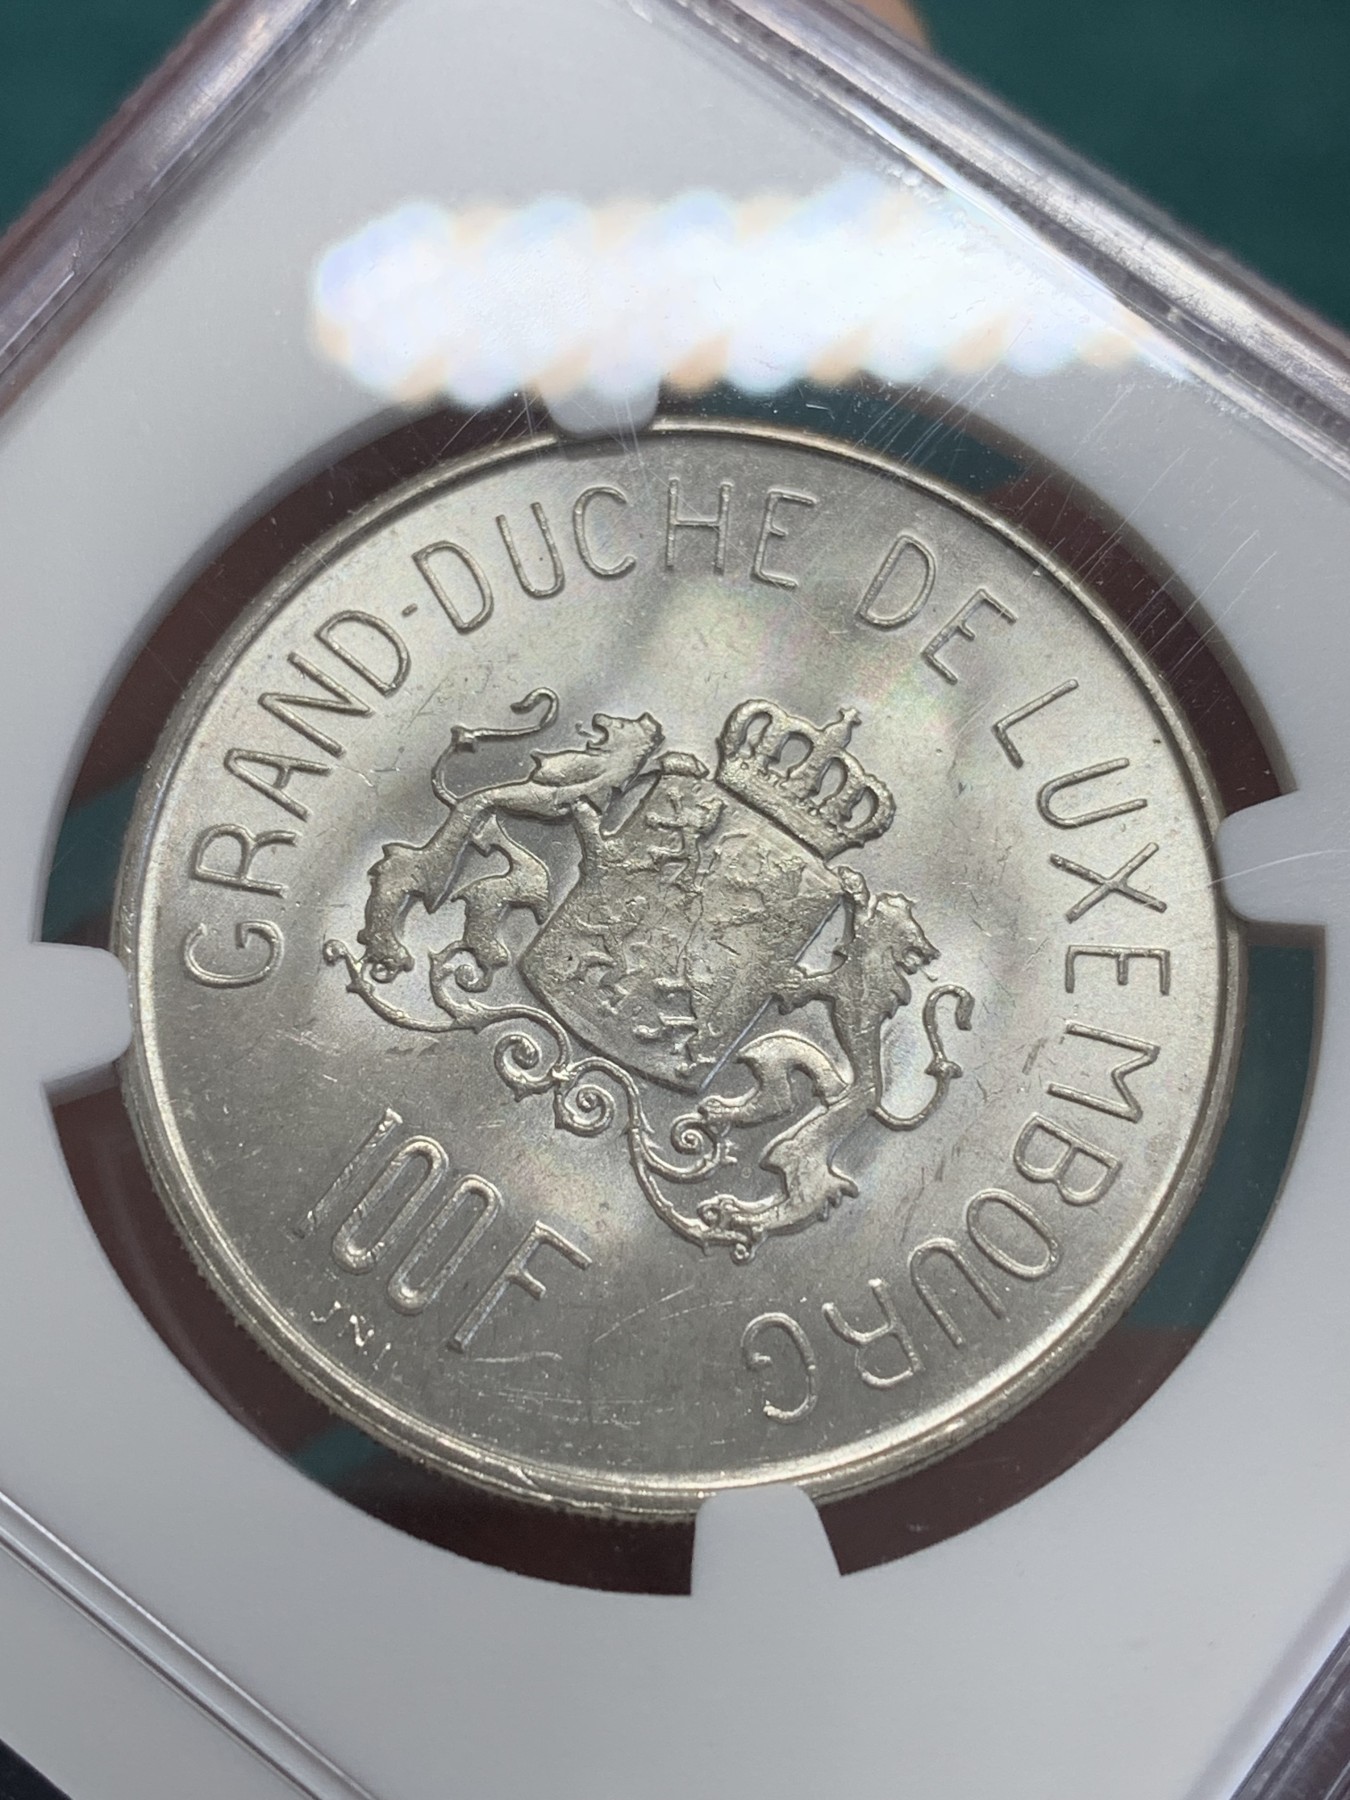 GRAND-DUCHE DE LUXEMBOURG
100F
J.N.L